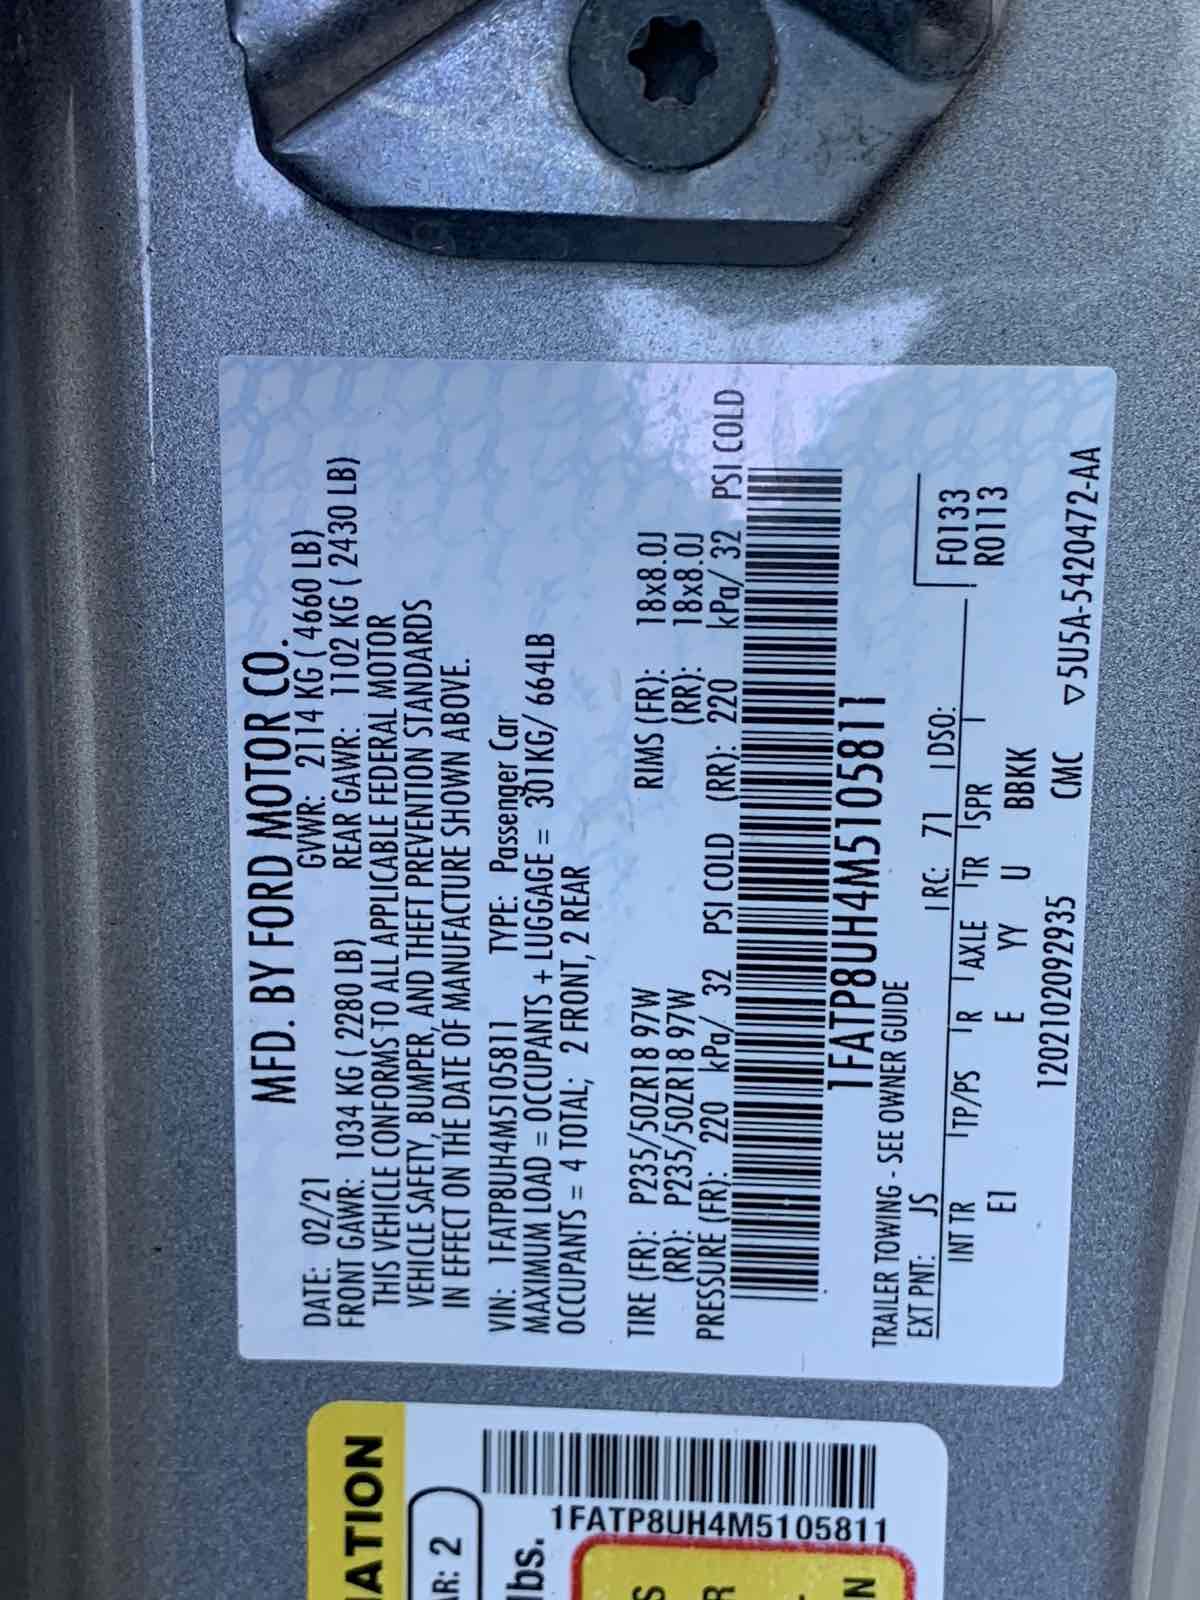 MFD. BY FORD MOTOR CO.
DATE: 02/21 GVWR: 2114 KG ( 4660 LB)
FRONT GAWR: 1034 KG ( 2280 LB) REAR GAWR: 1102 KG ( 2430 LB)
THIS VEHICLE CONFORMS TO ALL APPLICABLE FEDERAL MOTOR
VEHICLE SAFETY, BUMPER, AND THEFT PREVENTION STANDARDS
IN EFFECT ON THE DATE OF MANUFACTURE SHOWN ABOVE.
VIN: 1FATP8UH4M5105811 TYPE: Passenger Car
MAXIMUM LOAD = OCCUPANTS + LUGGAGE = 301KG/ 664LB
OCCUPANTS = 4 TOTAL; 2 FRONT, 2 REAR
TIRE (FR): P235/50ZR18 97W RIMS (FR): 18x8.0J
(RR): P235/50ZR18 97W (RR): 18x8.0J
PRESSURE (FR): 220 kPa/ 32 PSI COLD (RR): 220 kPa/ 32 PSI COLD
1FATP8UH4M5105811
TRAILER TOWING - SEE OWNER GUIDE
EXT PNT: JS RC: 71 DSO:
INT TR TP/PS R AXLE TR SPR F0133
E1 E YY U BBKK R0113
120210209 2935 CMC ▽5U5A-5420472-AA
MATION
AR: 2
1FATP8UH4M5105811
lbs.